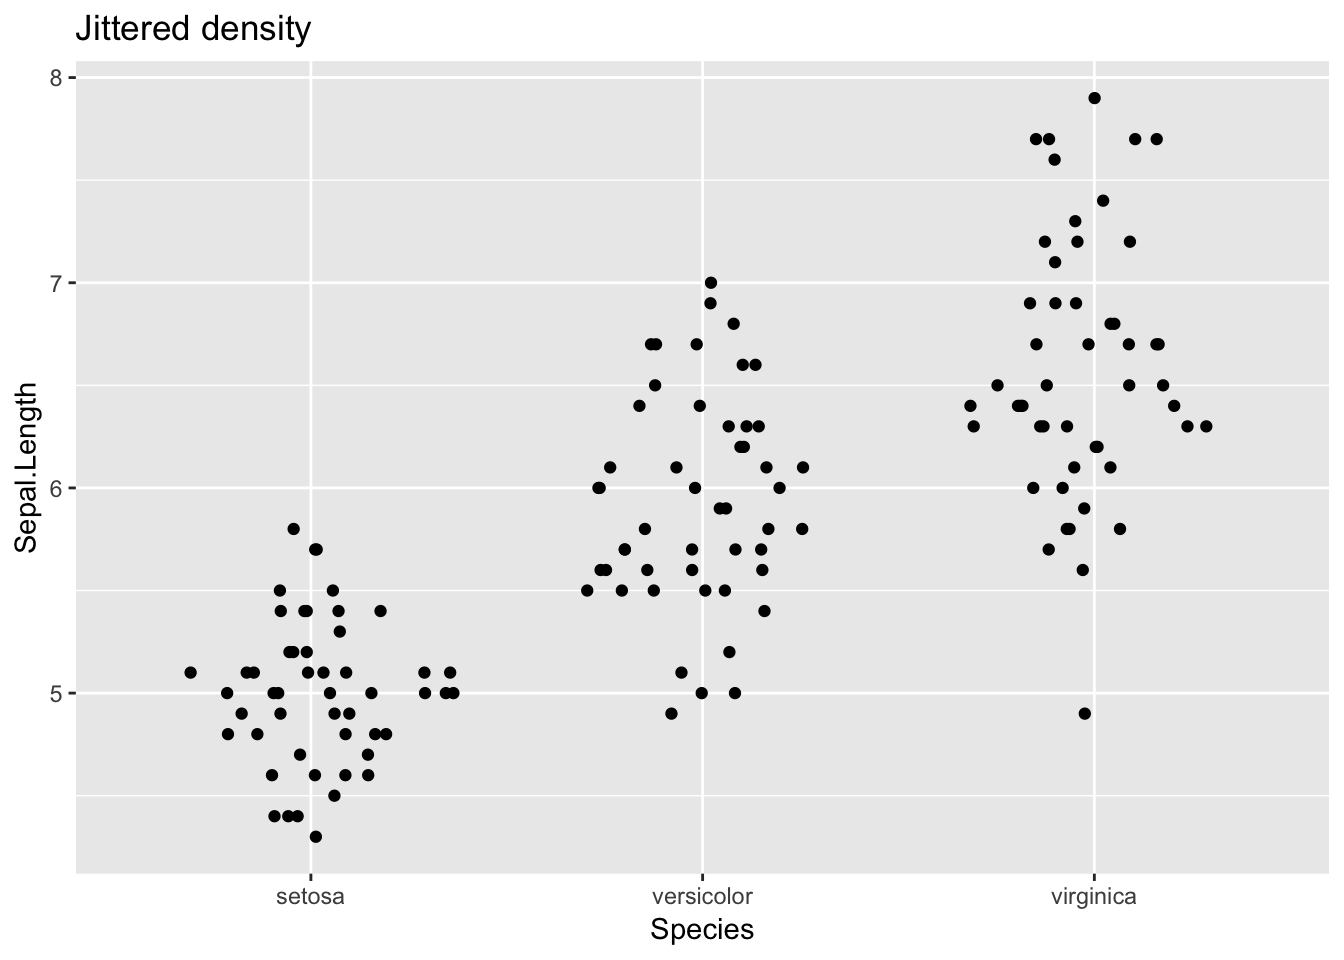 Jittered density
8
7
6
5
Sepal.Length
setosa versicolor virginica
Species